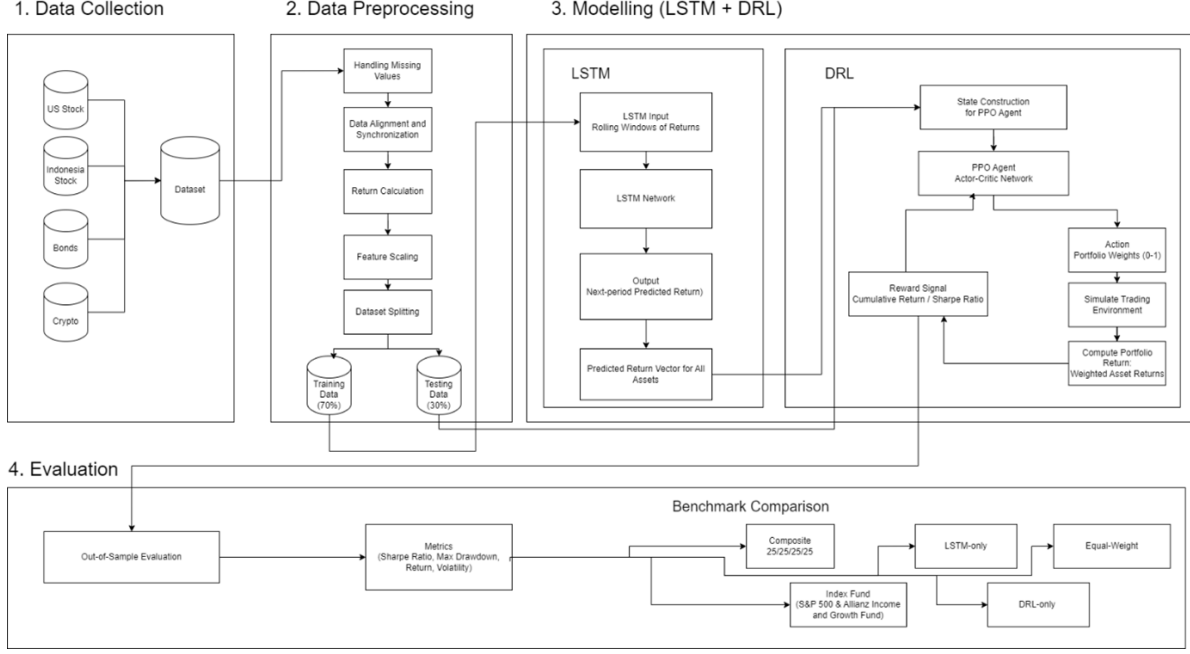 1. Data Collection
2. Data Preprocessing
3. Modelling (LSTM + DRL)
US Stock
Indonesia
Stock
Bonds
Crypto
Dataset
Handling Missing
Values
Data Alignment and
Synchronization
Return Calculation
Feature Scaling
Dataset Splitting
Training
Data
(70%)
Testing
Data
(30%)
LSTM
LSTM Input
Rolling Windows of Returns
LSTM Network
Output
Next-period Predicted Return)
Predicted Return Vector for All
Assets
DRL
State Construction
for PPO Agent
PPO Agent
Actor-Critic Network
Action
Portfolio Weights (0-1)
Simulate Trading
Environment
Compute Portfolio
Return:
Weighted Asset Returns
Reward Signal
Cumulative Return / Sharpe Ratio
4. Evaluation
Out-of-Sample Evaluation
Metrics
(Sharpe Ratio, Max Drawdown,
Return, Volatility)
Benchmark Comparison
Composite
25/25/25/25
LSTM-only
Equal-Weight
Index Fund
(S&P 500 & Allianz Income
and Growth Fund)
DRL-only